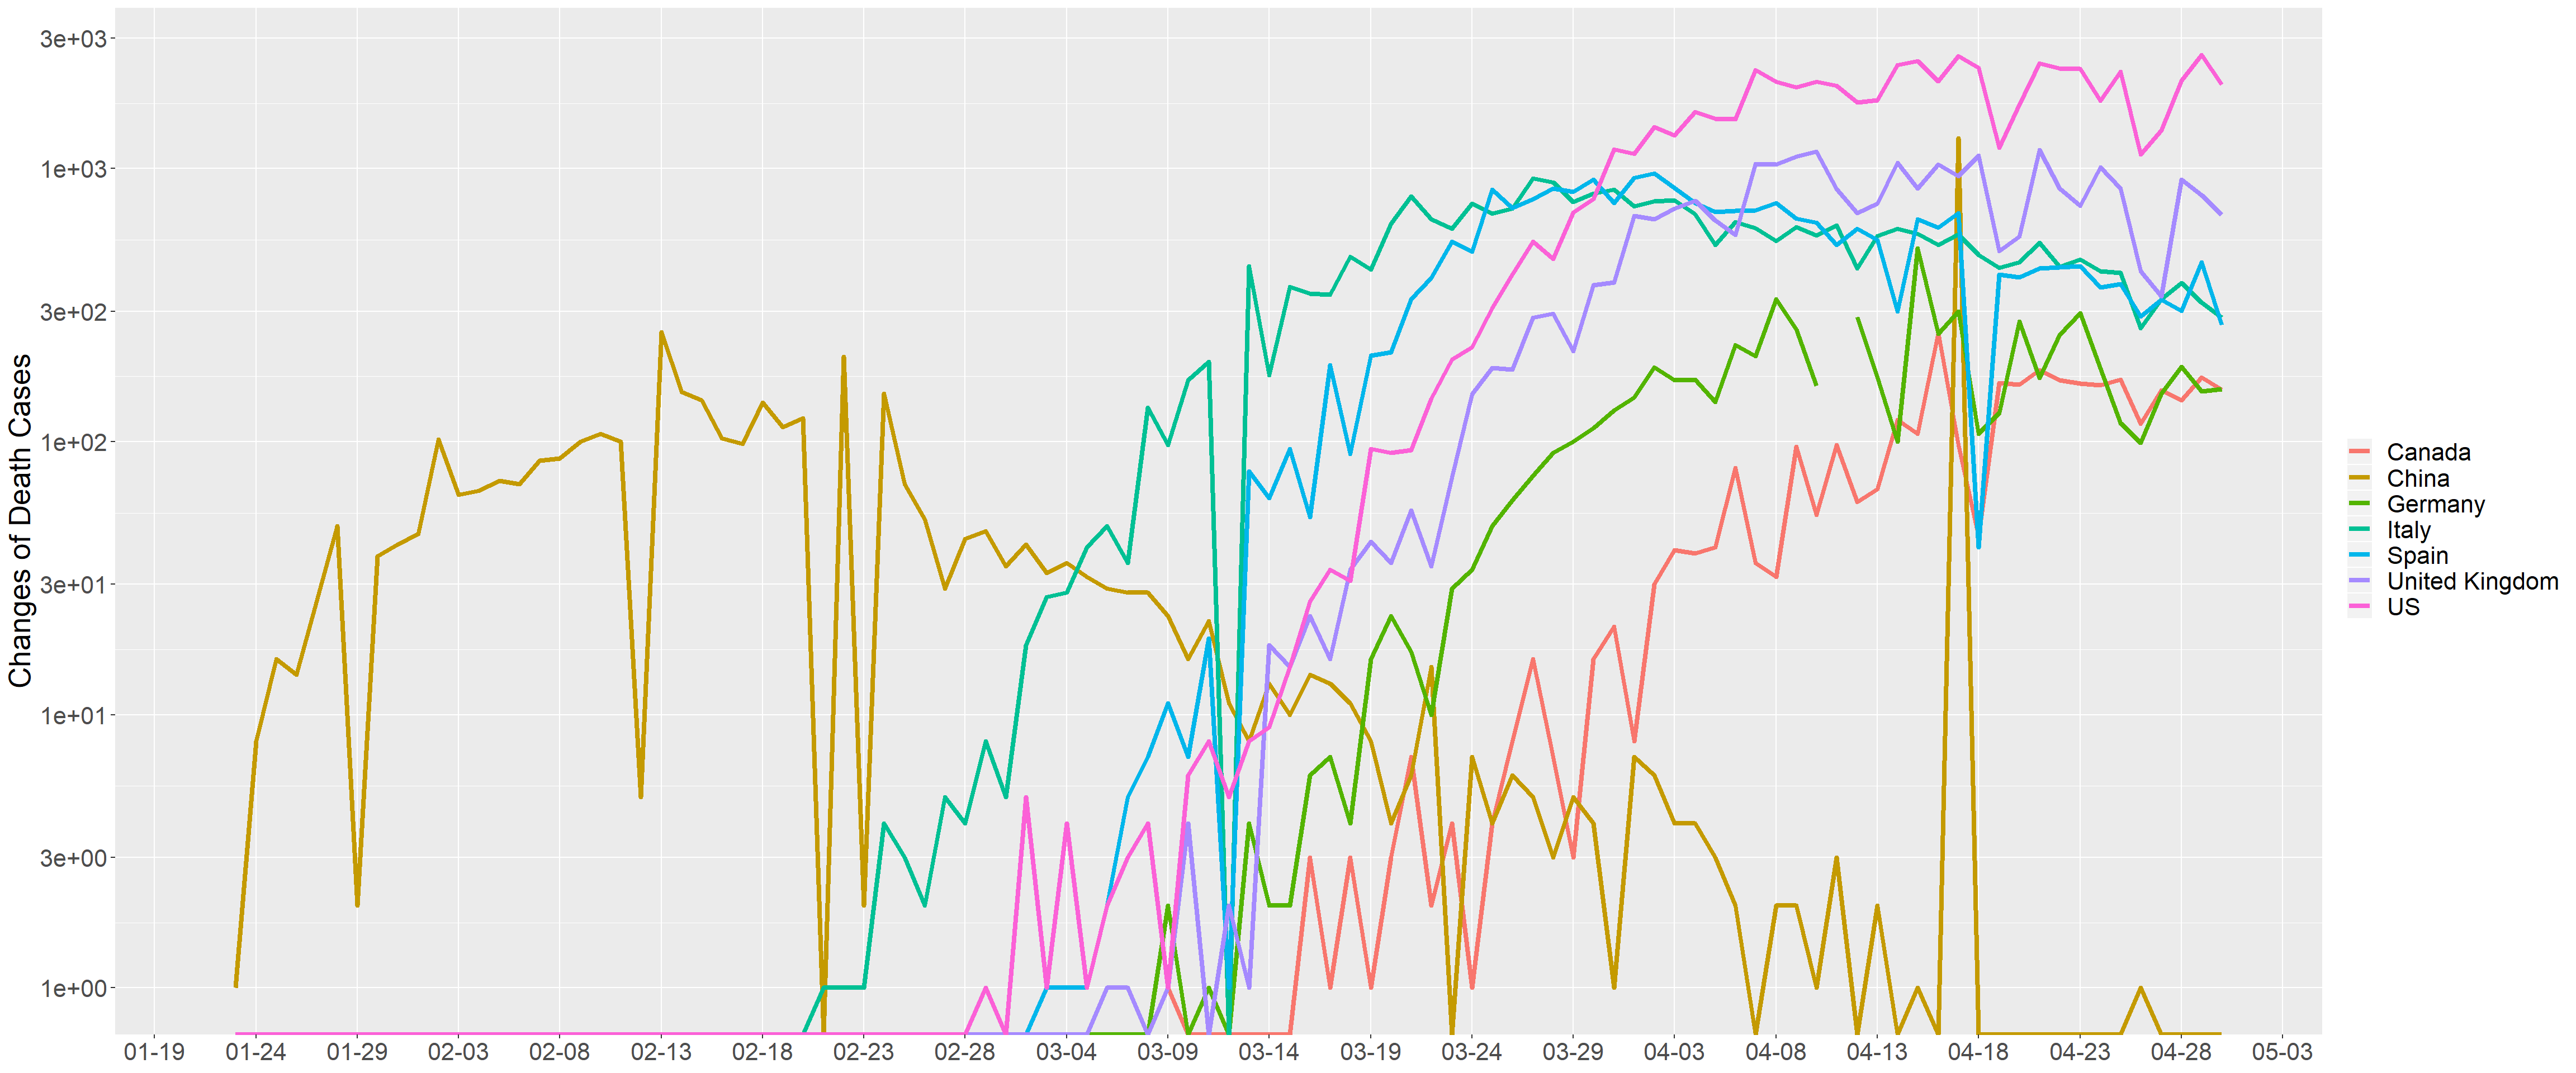 Changes of Death Cases
3e+03
1e+03
3e+02
1e+02
3e+01
1e+01
3e+00
1e+00
01-19 01-24 01-29 02-03 02-08 02-13 02-18 02-23 02-28 03-04 03-09 03-14 03-19 03-24 03-29 04-03 04-08 04-13 04-18 04-23 04-28 05-03
Canada
China
Germany
Italy
Spain
United Kingdom
US